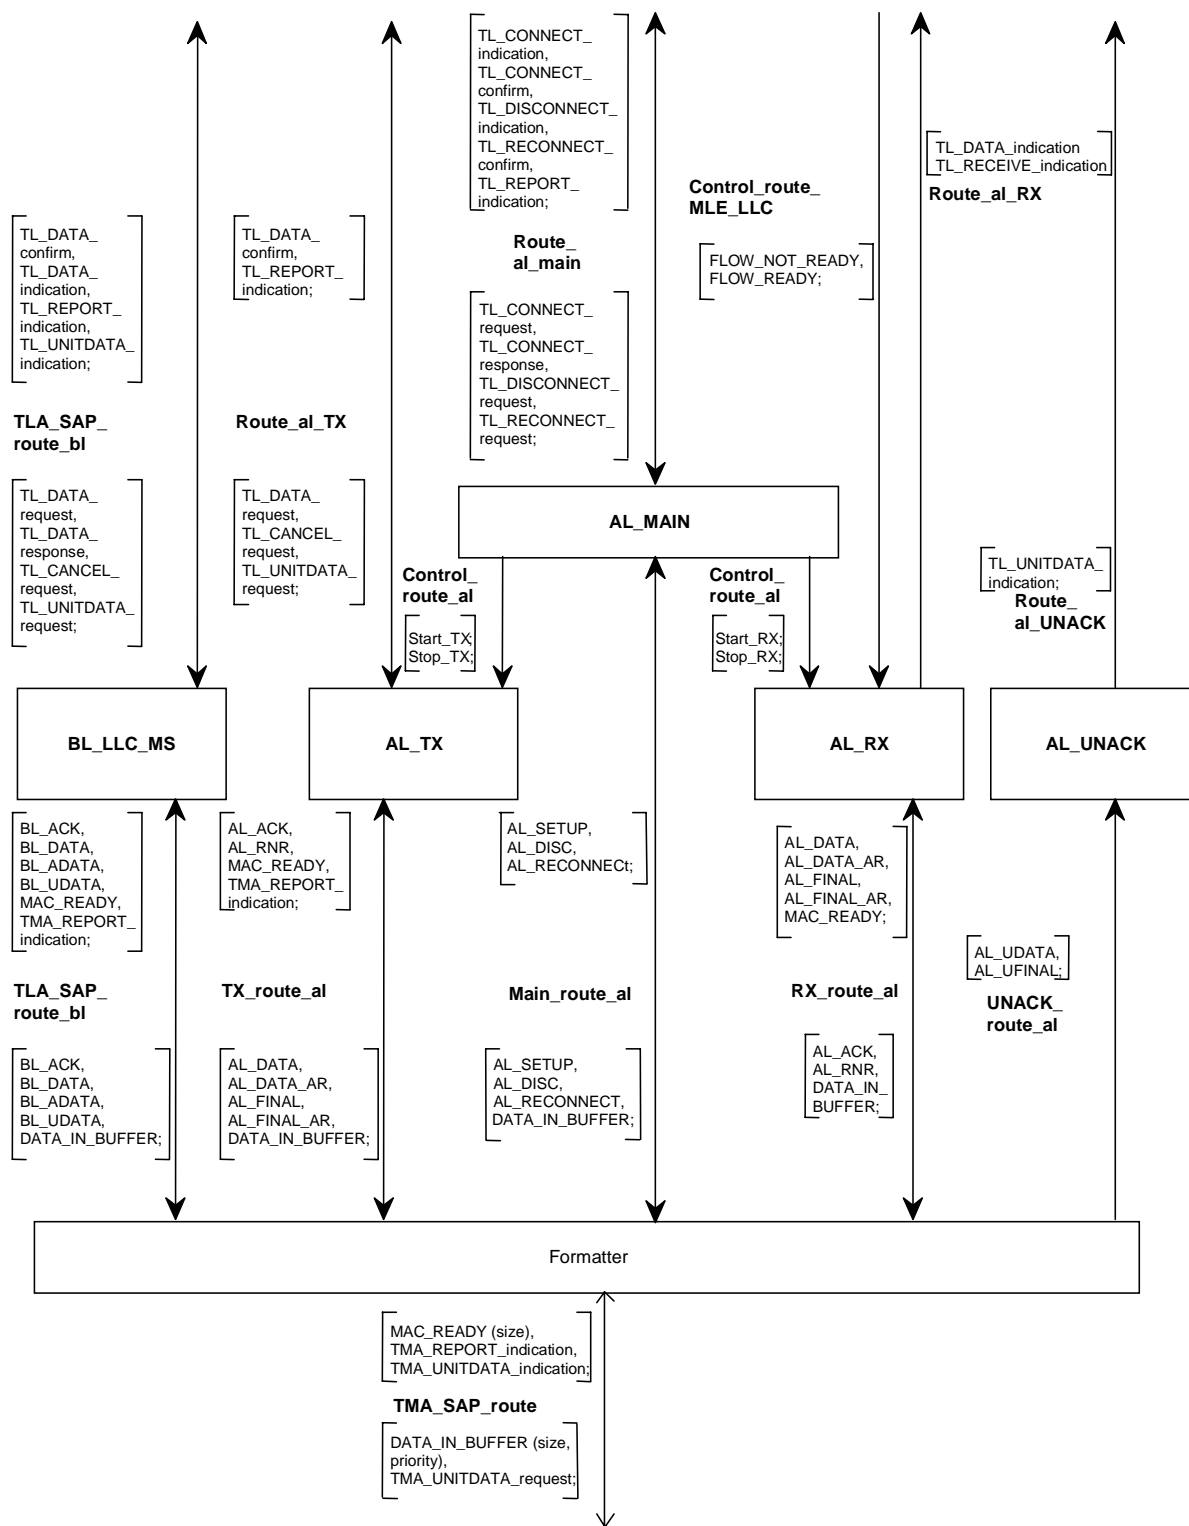 TL_CONNECT_
indication,
TL_CONNECT_
confirm,
TL_DISCONNECT_
indication,
TL_RECONNECT_
confirm,
TL_REPORT_
indication;
TL_DATA_indication
TL_RECEIVE_indication
Route_al_RX
Control_route_
MLE_LLC
FLOW_NOT_READY,
FLOW_READY;
TL_DATA_
confirm,
TL_DATA_
indication,
TL_REPORT_
indication,
TL_UNITDATA_
indication;
TL_DATA_
confirm,
TL_REPORT_
indication;
Route_
al_main
TL_CONNECT_
request,
TL_CONNECT_
response,
TL_DISCONNECT_
request,
TL_RECONNECT_
request;
TLA_SAP_
route_bl
Route_al_TX
TL_DATA_
request,
TL_DATA_
response,
TL_CANCEL_
request,
TL_UNITDATA_
request;
TL_DATA_
request,
TL_CANCEL_
request,
TL_UNITDATA_
request;
AL_MAIN
Control_
route_al
Start_TX;
Stop_TX;
Control_
route_al
Start_RX;
Stop_RX;
TL_UNITDATA_
indication;
Route_
al_UNACK
BL_LLC_MS
AL_TX
AL_RX
AL_UNACK
BL_ACK,
BL_DATA,
BL_ADATA,
BL_UDATA,
MAC_READY,
TMA_REPORT_
indication;
AL_ACK,
AL_RNR,
MAC_READY,
TMA_REPORT_
indication;
AL_SETUP,
AL_DISC,
AL_RECONNECt;
AL_DATA,
AL_DATA_AR,
AL_FINAL,
AL_FINAL_AR,
MAC_READY;
AL_UDATA,
AL_UFINAL;
TLA_SAP_
route_bl
TX_route_al
Main_route_al
RX_route_al
UNACK_
route_al
BL_ACK,
BL_DATA,
BL_ADATA,
BL_UDATA,
DATA_IN_BUFFER;
AL_DATA,
AL_DATA_AR,
AL_FINAL,
AL_FINAL_AR,
DATA_IN_BUFFER;
AL_SETUP,
AL_DISC,
AL_RECONNECT,
DATA_IN_BUFFER;
AL_ACK,
AL_RNR,
DATA_IN_
BUFFER;
Formatter
MAC_READY (size),
TMA_REPORT_indication,
TMA_UNITDATA_indication;
TMA_SAP_route
DATA_IN_BUFFER (size,
priority),
TMA_UNITDATA_request;